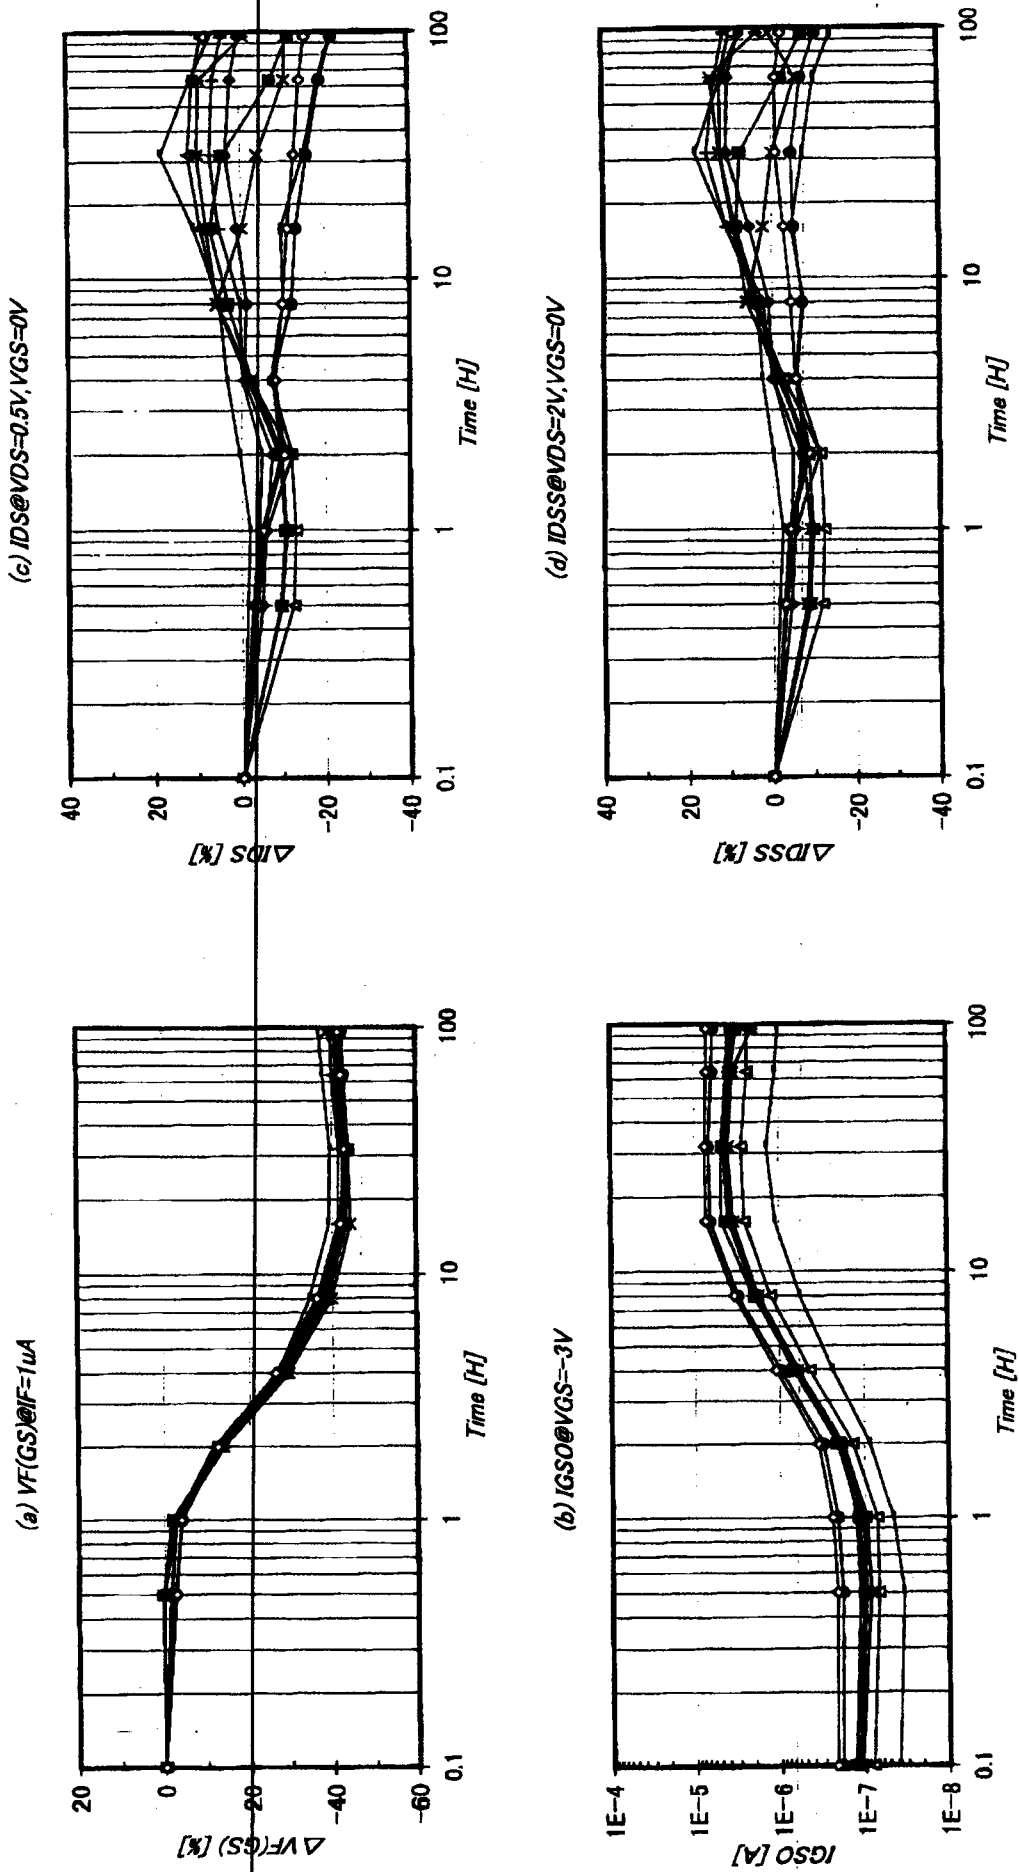 (a) VF(GS)@IF=1uA
20
0
-20
-40
-60
△VF(GS) [%]
0.1
1
10
100
Time [H]
(c) IDS@VDS=0.5V,VGS=0V
40
20
0
-20
-40
△IDS [%]
0.1
1
10
100
Time [H]
(b) IGSO@VGS=-3V
1E-4
1E-5
1E-6
1E-7
1E-8
IGSO [A]
0.1
1
10
100
Time [H]
(d) IDSS@VDS=2V,VGS=0V
40
20
0
-20
-40
△IDSS [%]
0.1
1
10
100
Time [H]